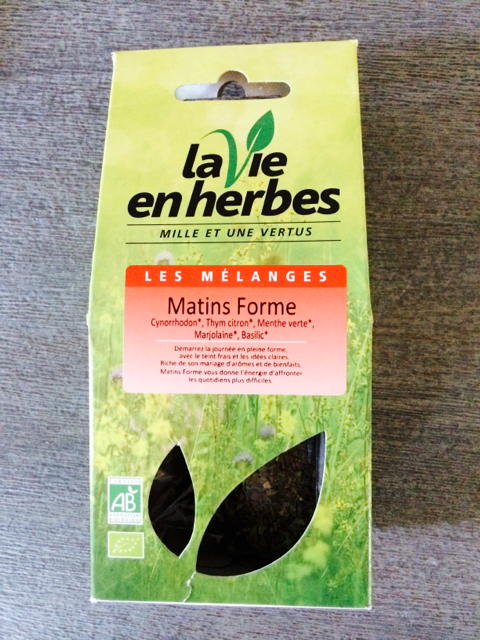 la Vie
en herbes
MILLE ET UNE VERTUS
LES MÉLANGES
Matins Forme
Cynorrhodon*, Thym citron*, Menthe verte*,
Marjolaine*, Basilic*
Démarrez la journée en pleine forme,
avec le teint frais et les idées claires.
Riche de son mariage d'arômes et de bienfaits,
Matins Forme vous donne l'énergie d'affronter
les quotidiens plus difficiles.
AB